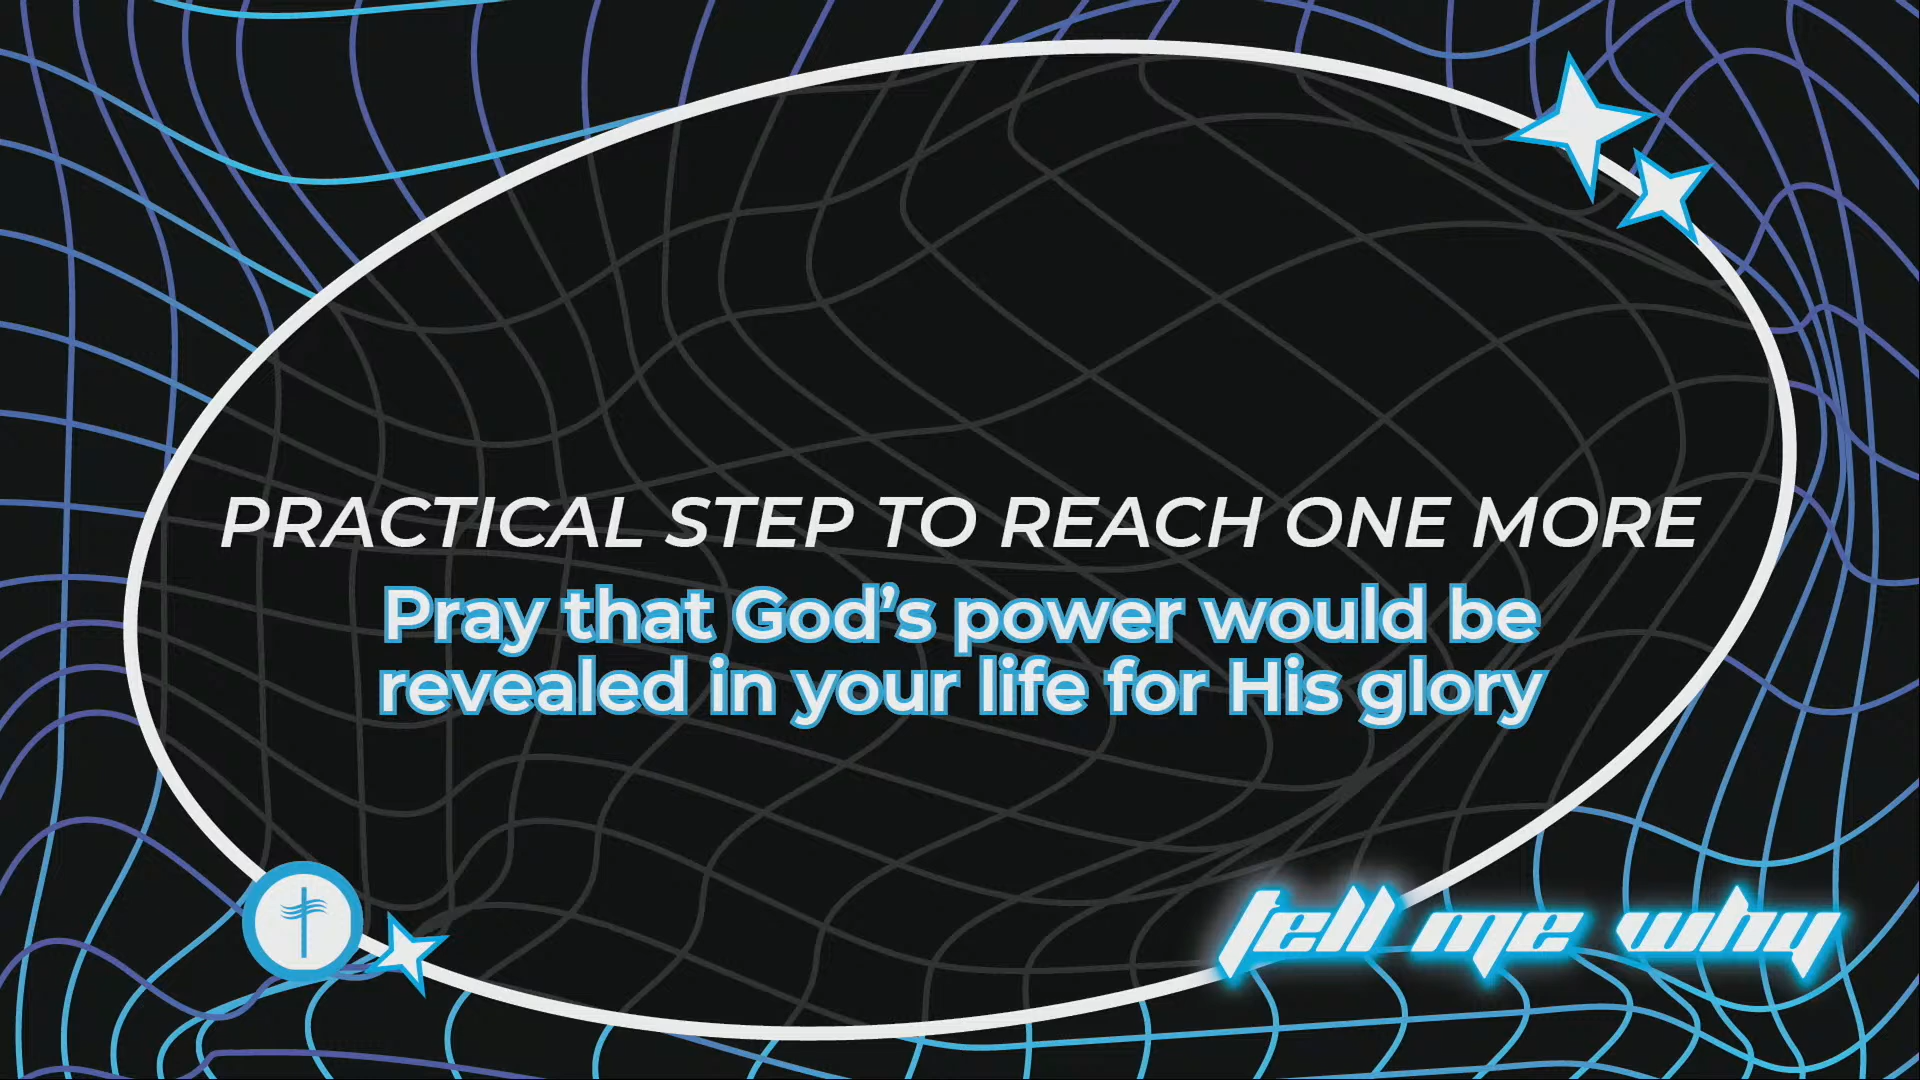 PRACTICAL STEP TO REACH ONE MORE
Pray that God’s power would be
revealed in your life for His glory
tell me why